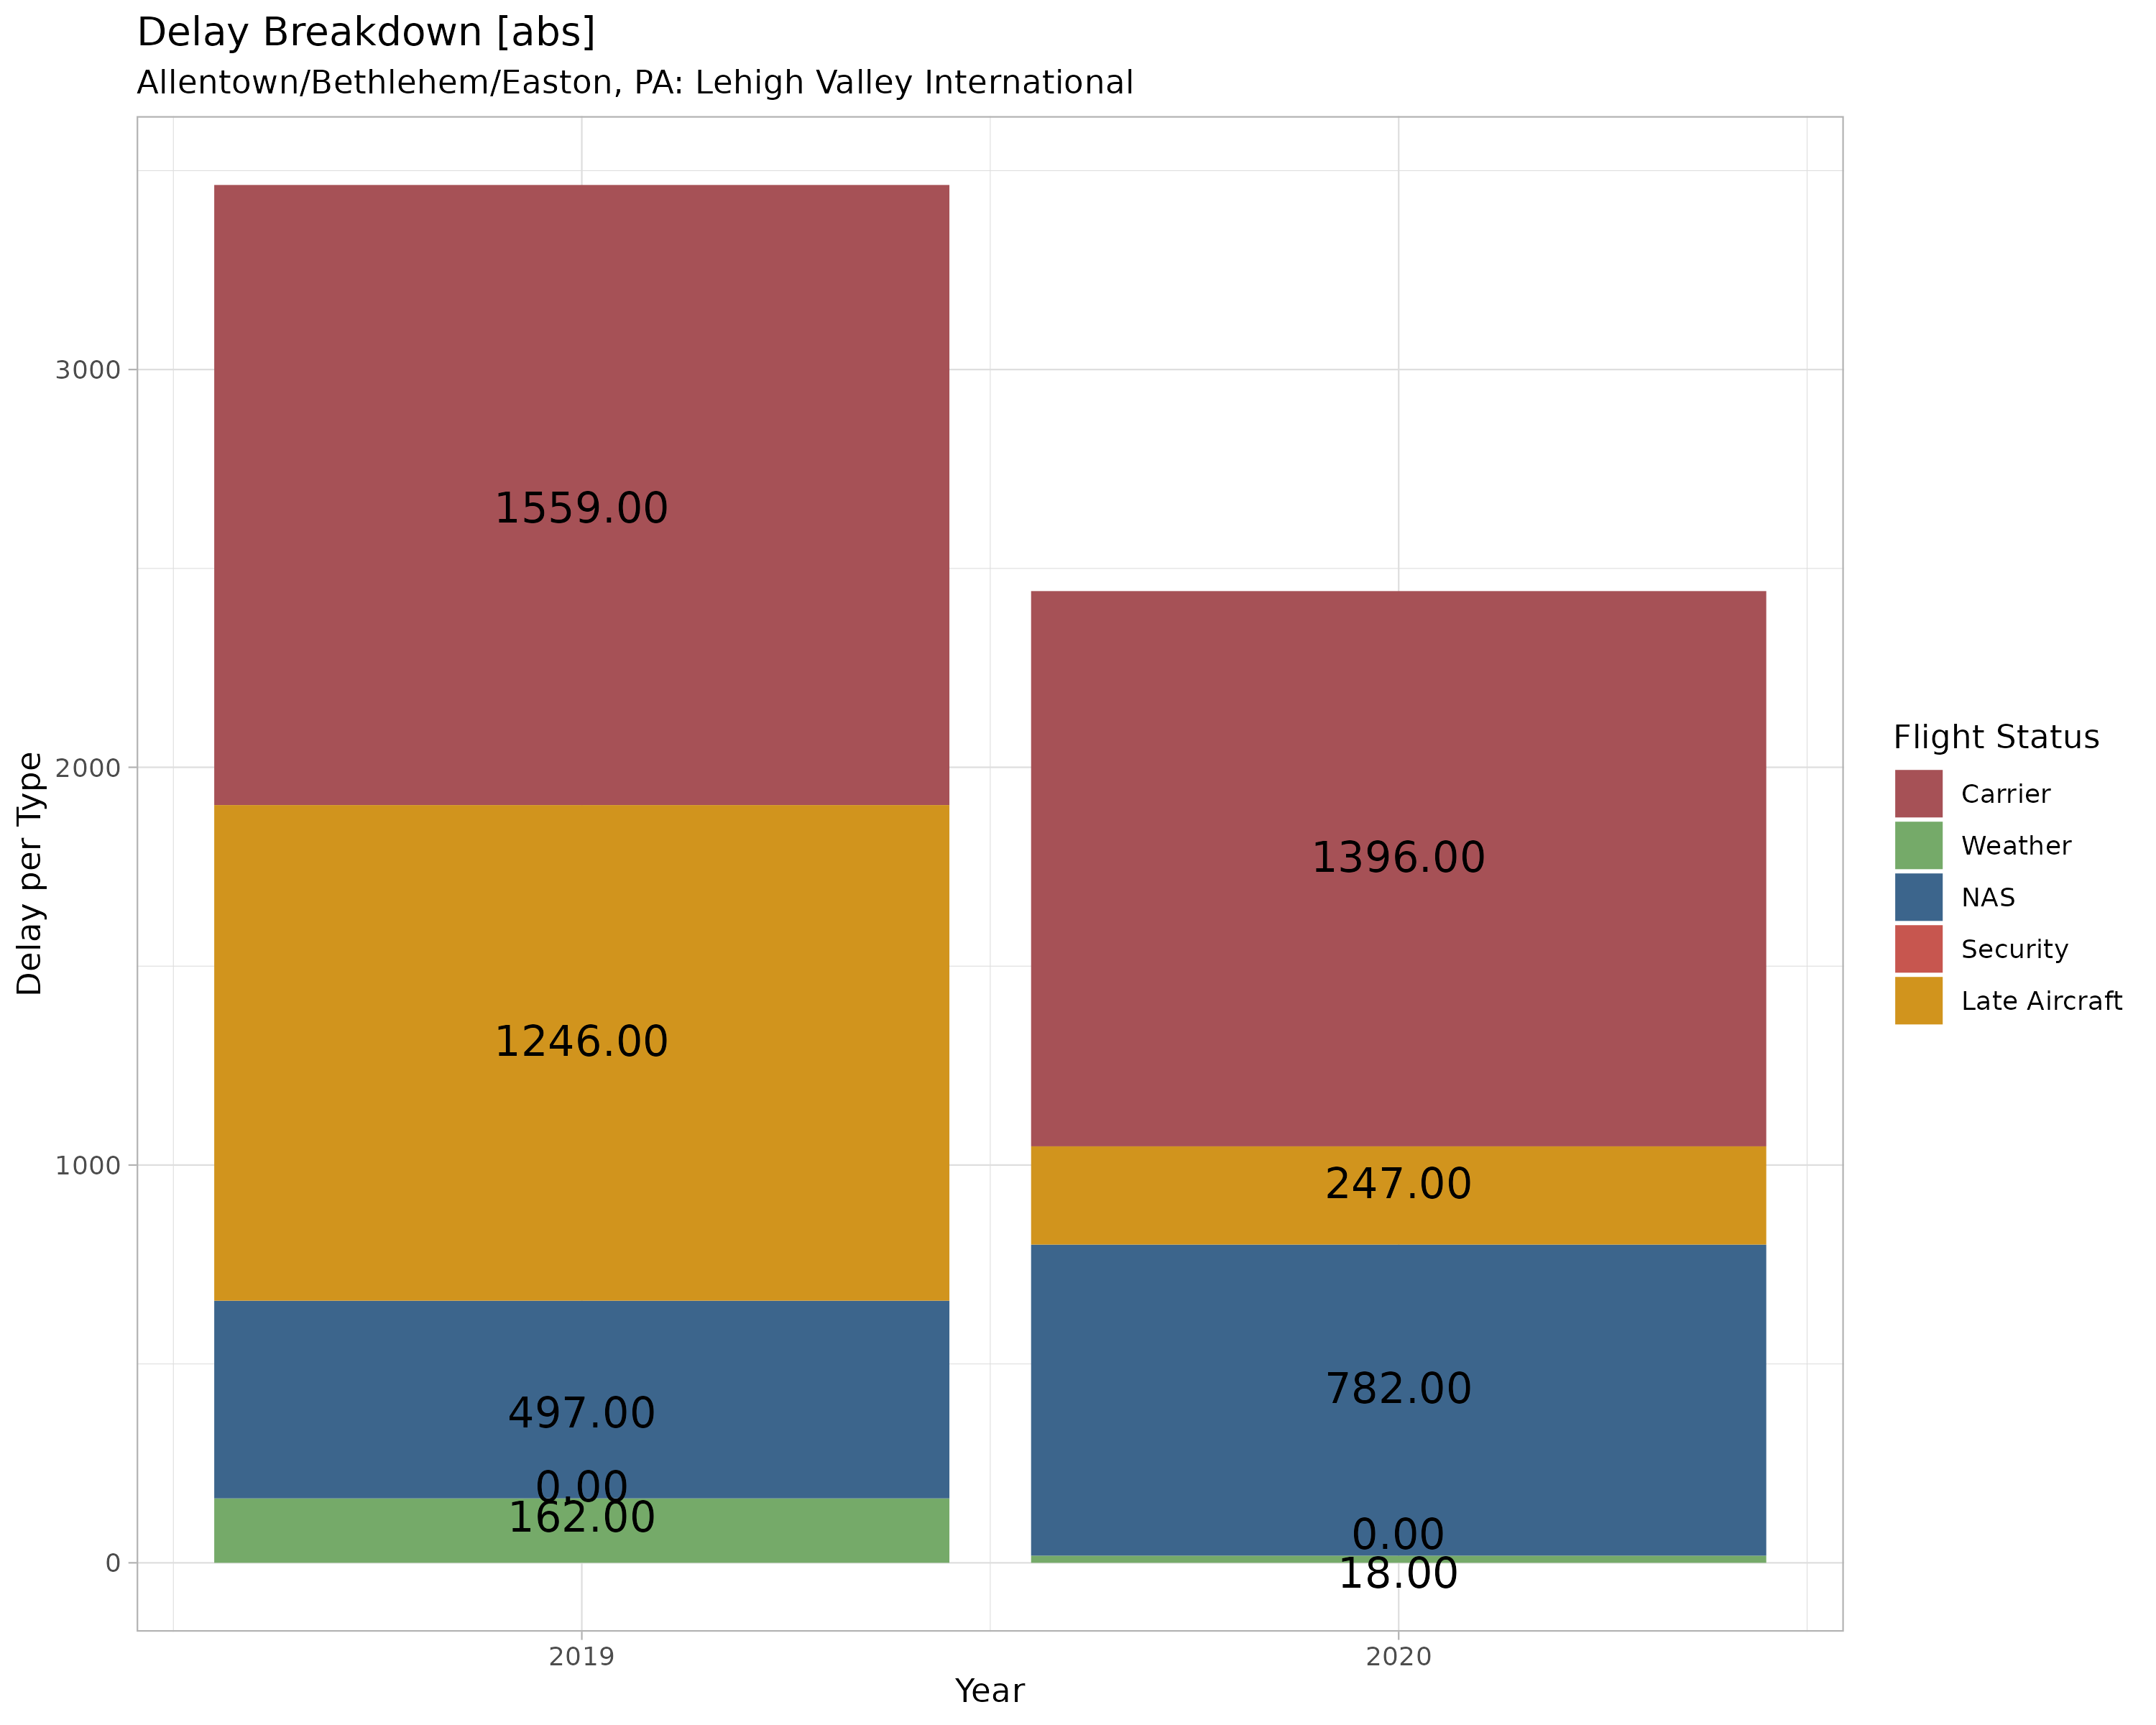 Delay Breakdown [abs]
Allentown/Bethlehem/Easton, PA: Lehigh Valley International
Delay per Type
3000
2000
1000
0
1559.00
1246.00
497.00
0.00
162.00
1396.00
247.00
782.00
0.00
18.00
2019
2020
Year
Flight Status
Carrier
Weather
NAS
Security
Late Aircraft